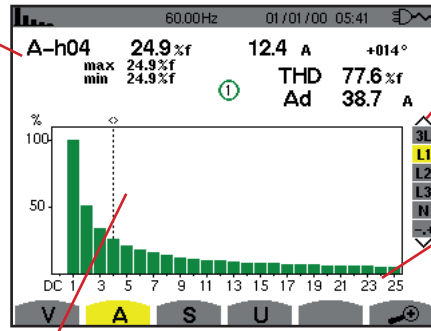 60.00Hz 01/01/00 05:41
A-h04 24.9 %f 12.4 A +014°
max 24.9%f
min 24.9%f
THD 77.6 %f
①
Ad 38.7 A
%
100
50
3L
L1
L2
L3
N
-.+
DC 1 3 5 7 9 11 13 15 17 19 21 23 25
V A S U